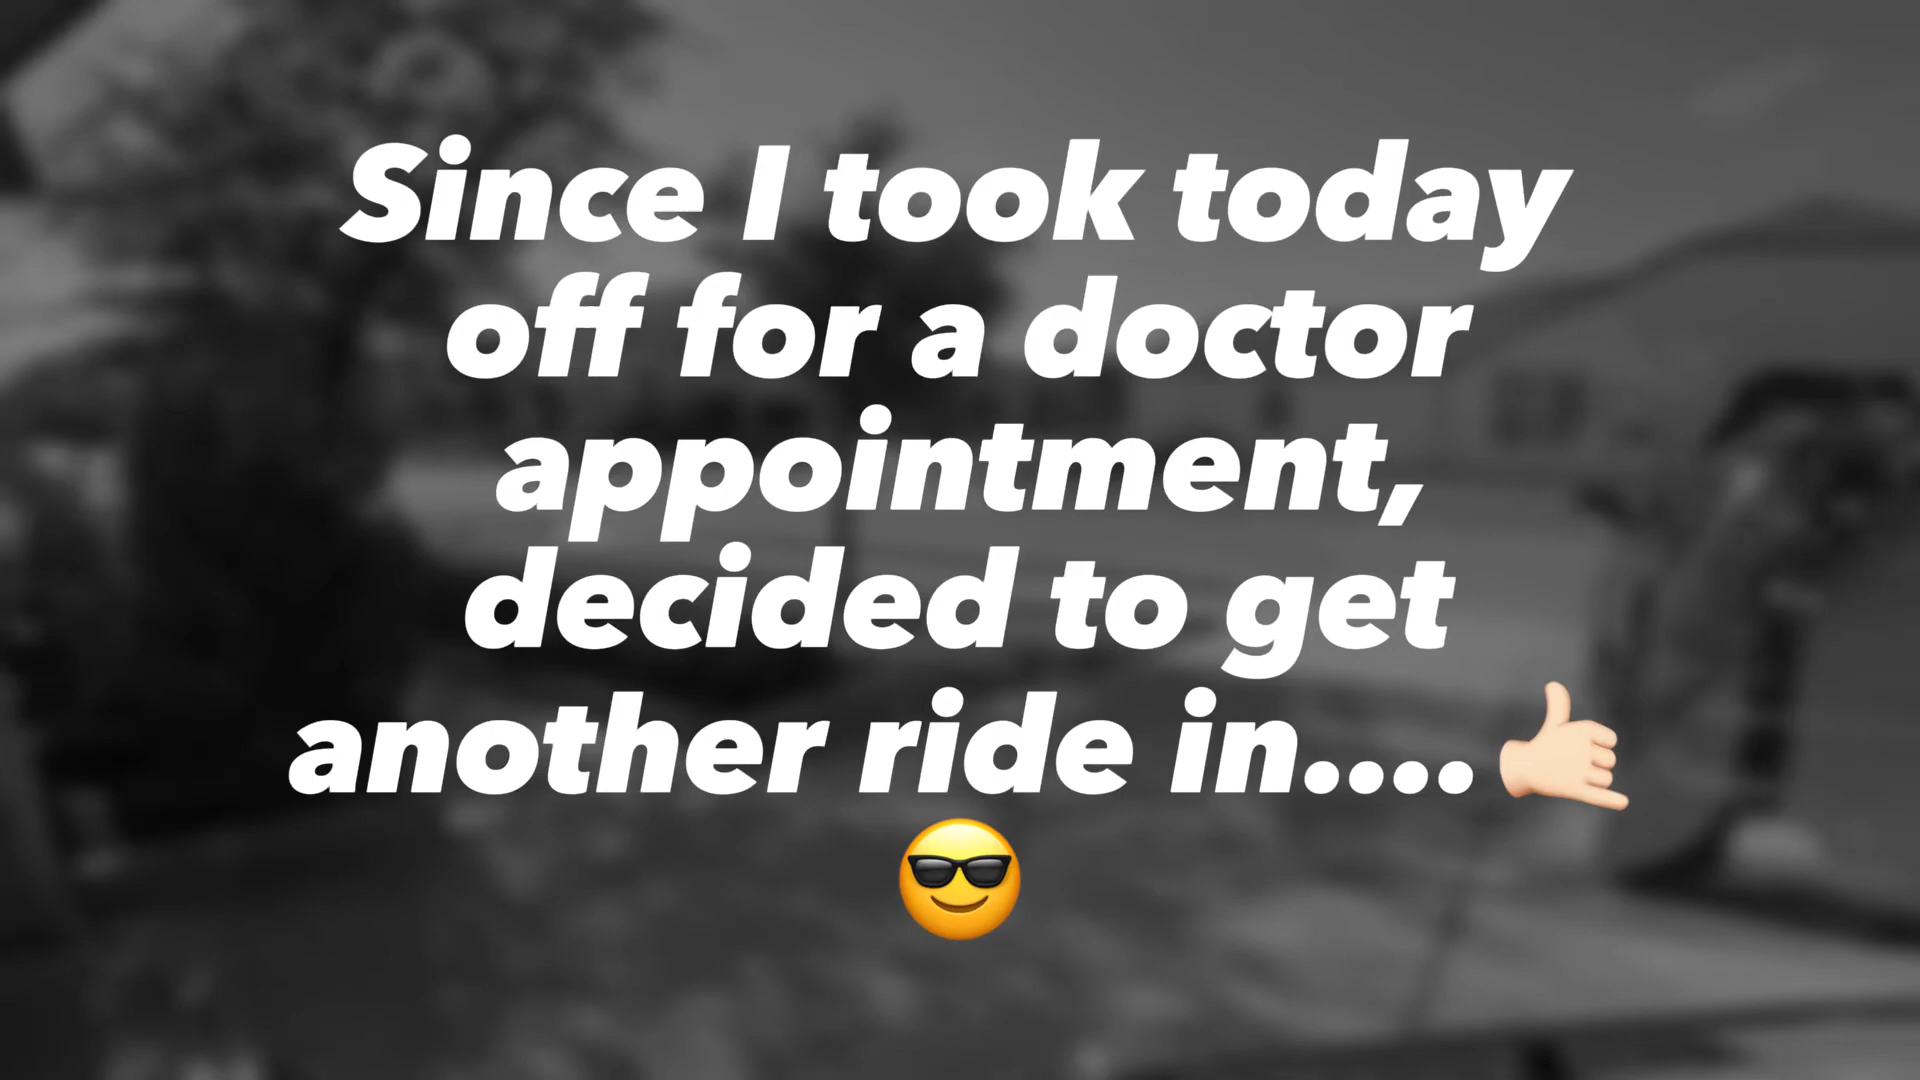 Since I took today
off for a doctor
appointment,
decided to get
another ride in....🤙🏻
😎